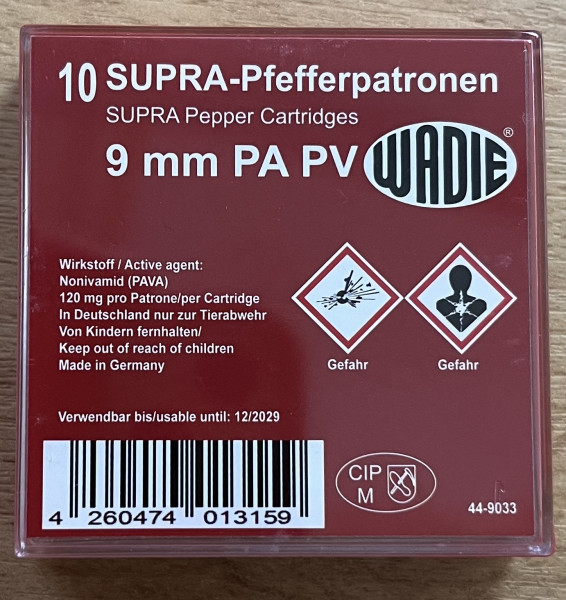 10 SUPRA-Pfefferpatronen
SUPRA Pepper Cartridges
9 mm PA PV WADIE ®
Wirkstoff / Active agent:
Nonivamid (PAVA)
120 mg pro Patrone/per Cartridge
In Deutschland nur zur Tierabwehr
Von Kindern fernhalten/
Keep out of reach of children
Made in Germany
Gefahr Gefahr
Verwendbar bis/usable until: 12/2029
CIP
M
4 260474 013159
44-9033